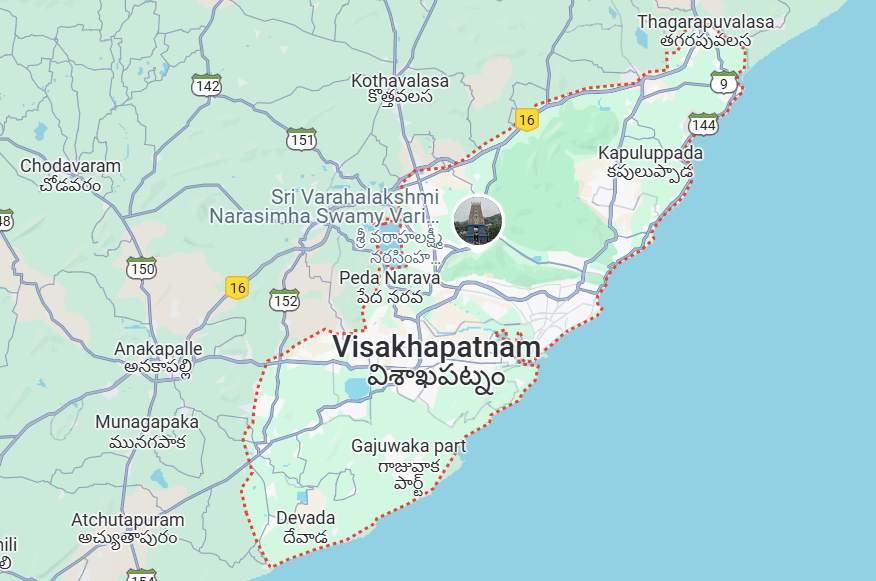 Thagarapuvalasa
తగరపువలస
142
Kothavalasa
కొత్తవలస
9
16
144
151
Kapuluppada
కపులుప్పాడ
Chodavaram
చోడవరం
Sri Varahalakshmi
Narasimha Swamy Vari...
శ్రీ వరాహలక్ష్మీ
నరసింహ...
48
150
Peda Narava
పేద నరవ
16
152
Visakhapatnam
విశాఖపట్నం
Anakapalle
అనకాపల్లి
Munagapaka
మునగపాక
Gajuwaka part
గాజువాక
పార్ట్
Atchutapuram
అచ్యుతాపురం
Devada
దేవాడ
154